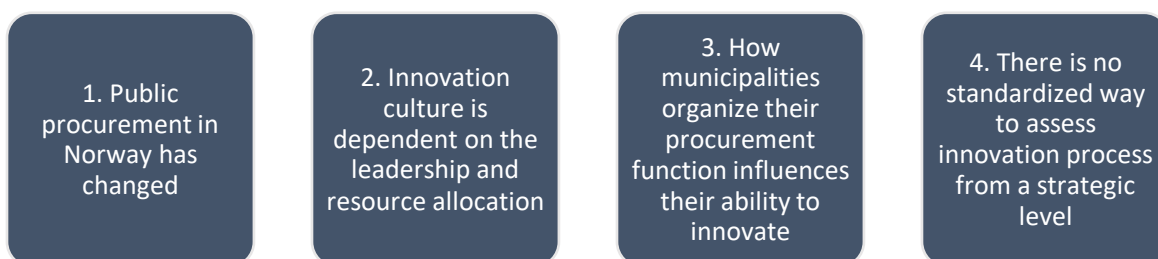 1. Public
procurement in
Norway has
changed
2. Innovation
culture is
dependent on the
leadership and
resource allocation
3. How
municipalities
organize their
procurement
function influences
their ability to
innovate
4. There is no
standardized way
to assess
innovation process
from a strategic
level